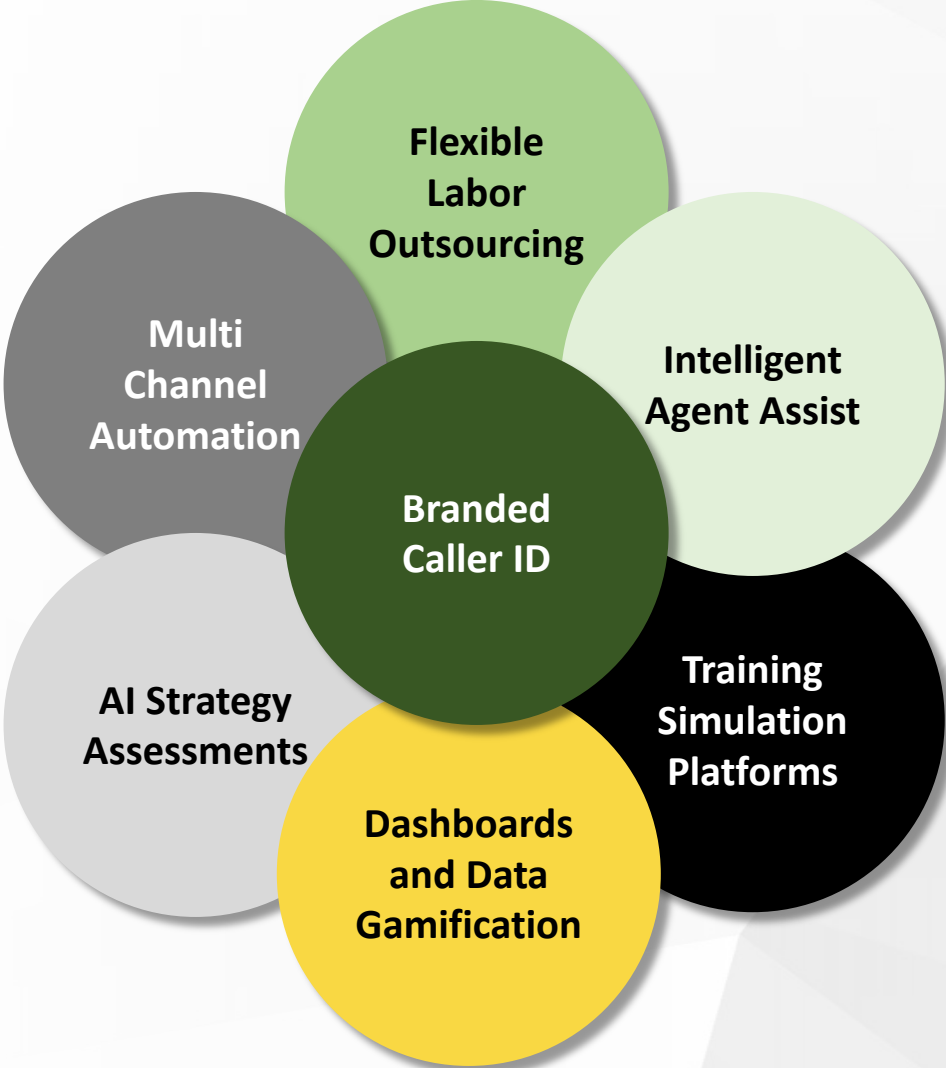 Flexible
Labor
Outsourcing
Multi
Channel
Automation
Intelligent
Agent Assist
Branded
Caller ID
AI Strategy
Assessments
Training
Simulation
Platforms
Dashboards
and Data
Gamification